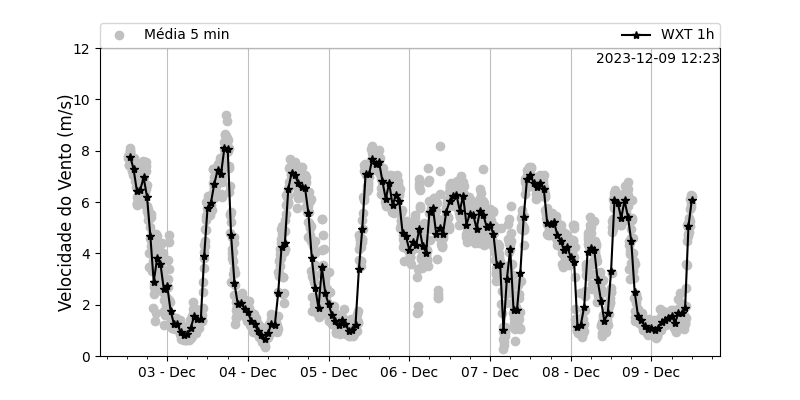 Média 5 min
WXT 1h
2023-12-09 12:23
Velocidade do Vento (m/s)
12
10
8
6
4
2
0
03 - Dec
04 - Dec
05 - Dec
06 - Dec
07 - Dec
08 - Dec
09 - Dec